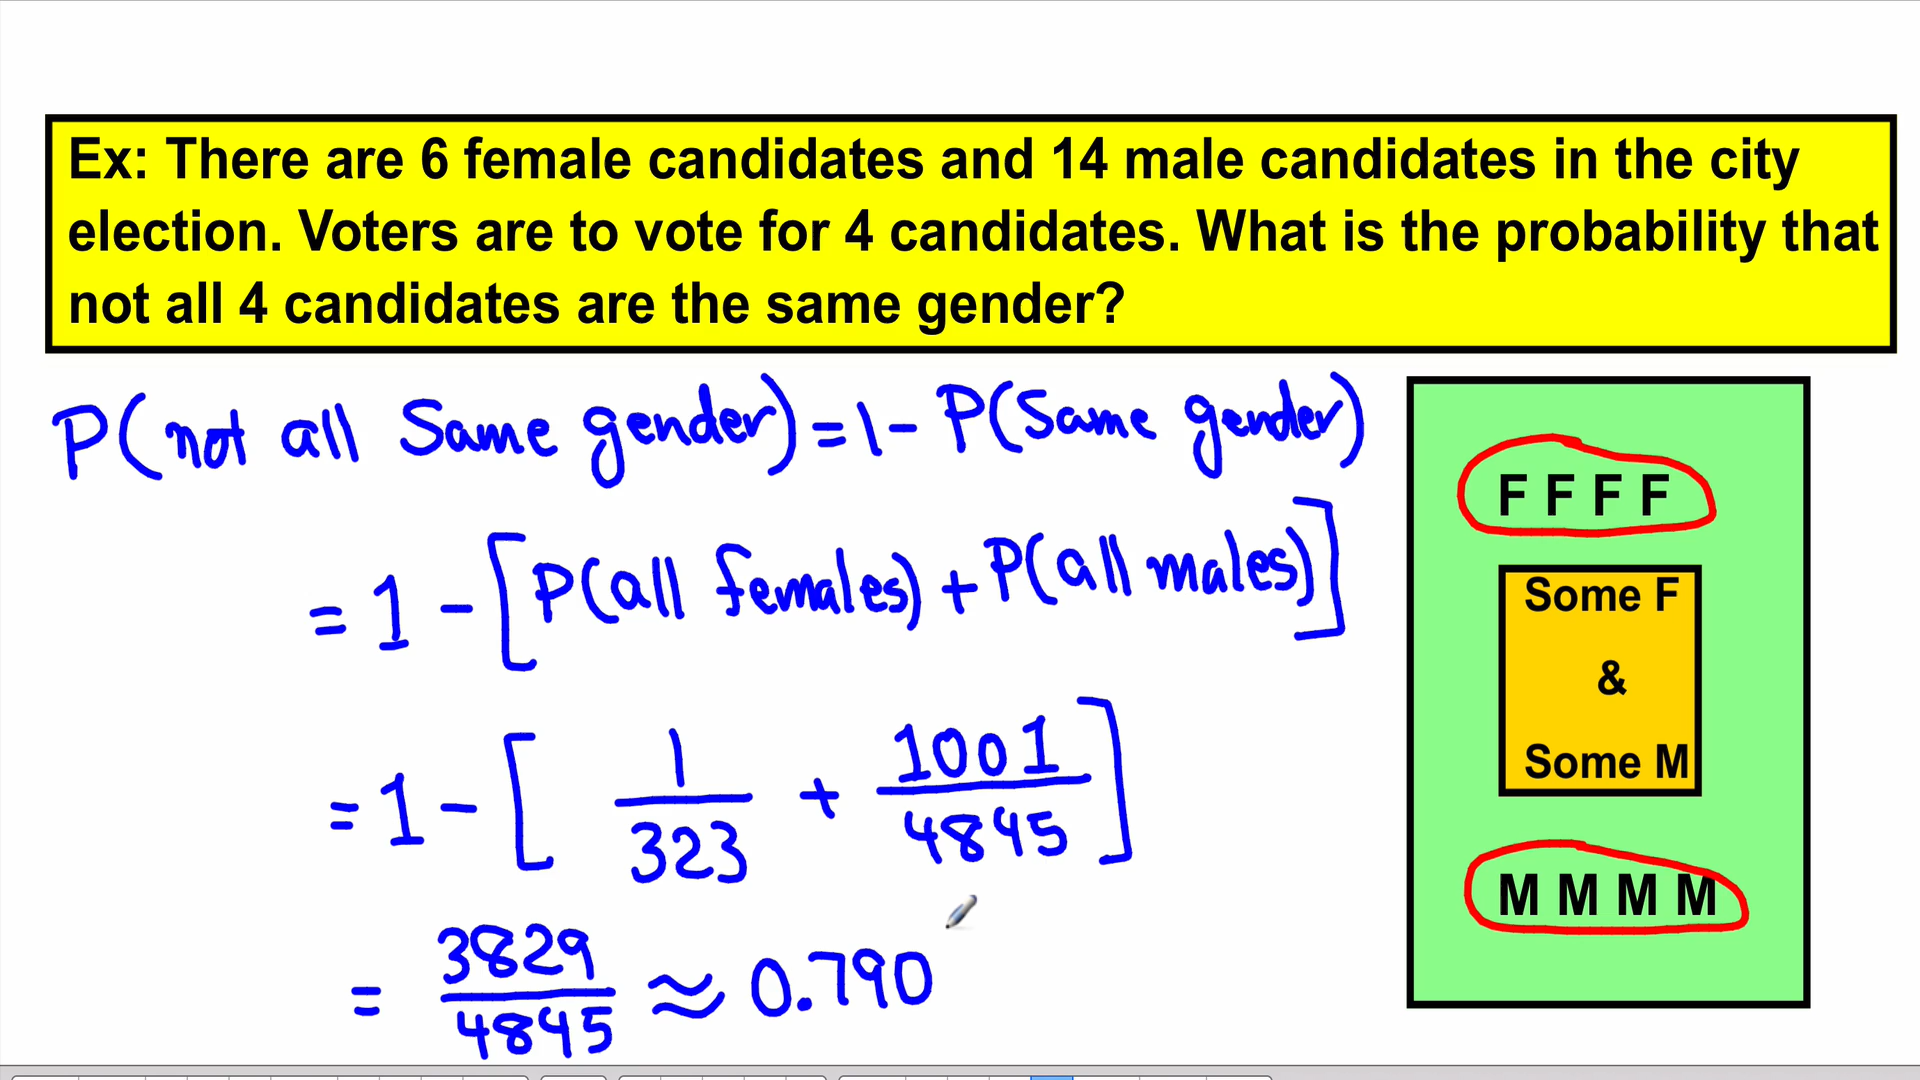 Ex: There are 6 female candidates and 14 male candidates in the city
election. Voters are to vote for 4 candidates. What is the probability that
not all 4 candidates are the same gender?
P(not all Same gender) = 1 - P(Same gender)
= 1 - [P(all females) + P(all males)]
= 1 - [ 1/323 + 1001/4845 ]
= 3829/4845 ≈ 0.790
F F F F
Some F
&
Some M
M M M M